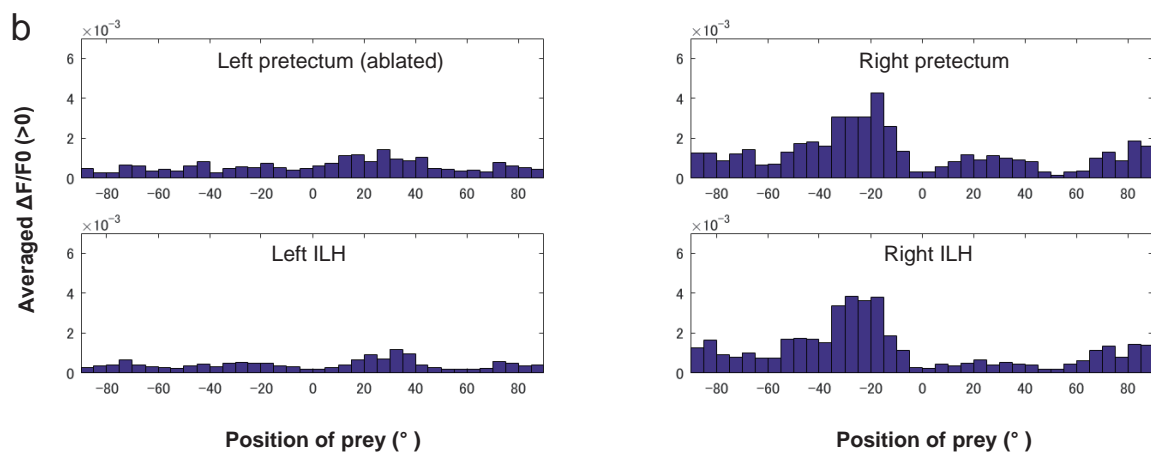 b
Averaged ΔF/F0 (>0)
×10⁻³
Left pretectum (ablated)
6
4
2
0
−80 −60 −40 −20 0 20 40 60 80
×10⁻³
Right pretectum
6
4
2
0
−80 −60 −40 −20 0 20 40 60 80
×10⁻³
Left ILH
6
4
2
0
−80 −60 −40 −20 0 20 40 60 80
Position of prey (° )
×10⁻³
Right ILH
6
4
2
0
−80 −60 −40 −20 0 20 40 60 80
Position of prey (° )